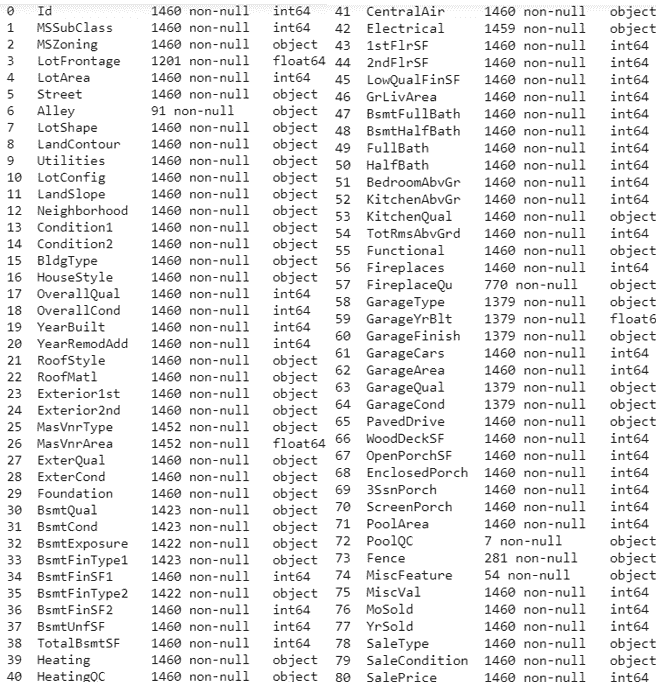 0 Id 1460 non-null int64
1 MSSubClass 1460 non-null int64
2 MSZoning 1460 non-null object
3 LotFrontage 1201 non-null float64
4 LotArea 1460 non-null int64
5 Street 1460 non-null object
6 Alley 91 non-null object
7 LotShape 1460 non-null object
8 LandContour 1460 non-null object
9 Utilities 1460 non-null object
10 LotConfig 1460 non-null object
11 LandSlope 1460 non-null object
12 Neighborhood 1460 non-null object
13 Condition1 1460 non-null object
14 Condition2 1460 non-null object
15 BldgType 1460 non-null object
16 HouseStyle 1460 non-null object
17 OverallQual 1460 non-null int64
18 OverallCond 1460 non-null int64
19 YearBuilt 1460 non-null int64
20 YearRemodAdd 1460 non-null int64
21 RoofStyle 1460 non-null object
22 RoofMatl 1460 non-null object
23 Exterior1st 1460 non-null object
24 Exterior2nd 1460 non-null object
25 MasVnrType 1452 non-null object
26 MasVnrArea 1452 non-null float64
27 ExterQual 1460 non-null object
28 ExterCond 1460 non-null object
29 Foundation 1460 non-null object
30 BsmtQual 1423 non-null object
31 BsmtCond 1423 non-null object
32 BsmtExposure 1422 non-null object
33 BsmtFinType1 1423 non-null object
34 BsmtFinSF1 1460 non-null int64
35 BsmtFinType2 1422 non-null object
36 BsmtFinSF2 1460 non-null int64
37 BsmtUnfSF 1460 non-null int64
38 TotalBsmtSF 1460 non-null int64
39 Heating 1460 non-null object
40 HeatingQC 1460 non-null object
41 CentralAir 1460 non-null object
42 Electrical 1459 non-null object
43 1stFlrSF 1460 non-null int64
44 2ndFlrSF 1460 non-null int64
45 LowQualFinSF 1460 non-null int64
46 GrLivArea 1460 non-null int64
47 BsmtFullBath 1460 non-null int64
48 BsmtHalfBath 1460 non-null int64
49 FullBath 1460 non-null int64
50 HalfBath 1460 non-null int64
51 BedroomAbvGr 1460 non-null int64
52 KitchenAbvGr 1460 non-null int64
53 KitchenQual 1460 non-null object
54 TotRmsAbvGrd 1460 non-null int64
55 Functional 1460 non-null object
56 Fireplaces 1460 non-null int64
57 FireplaceQu 770 non-null object
58 GarageType 1379 non-null object
59 GarageYrBlt 1379 non-null float6
60 GarageFinish 1379 non-null object
61 GarageCars 1460 non-null int64
62 GarageArea 1460 non-null int64
63 GarageQual 1379 non-null object
64 GarageCond 1379 non-null object
65 PavedDrive 1460 non-null object
66 WoodDeckSF 1460 non-null int64
67 OpenPorchSF 1460 non-null int64
68 EnclosedPorch 1460 non-null int64
69 3SsnPorch 1460 non-null int64
70 ScreenPorch 1460 non-null int64
71 PoolArea 1460 non-null int64
72 PoolQC 7 non-null object
73 Fence 281 non-null object
74 MiscFeature 54 non-null object
75 MiscVal 1460 non-null int64
76 MoSold 1460 non-null int64
77 YrSold 1460 non-null int64
78 SaleType 1460 non-null object
79 SaleCondition 1460 non-null object
80 SalePrice 1460 non-null int64